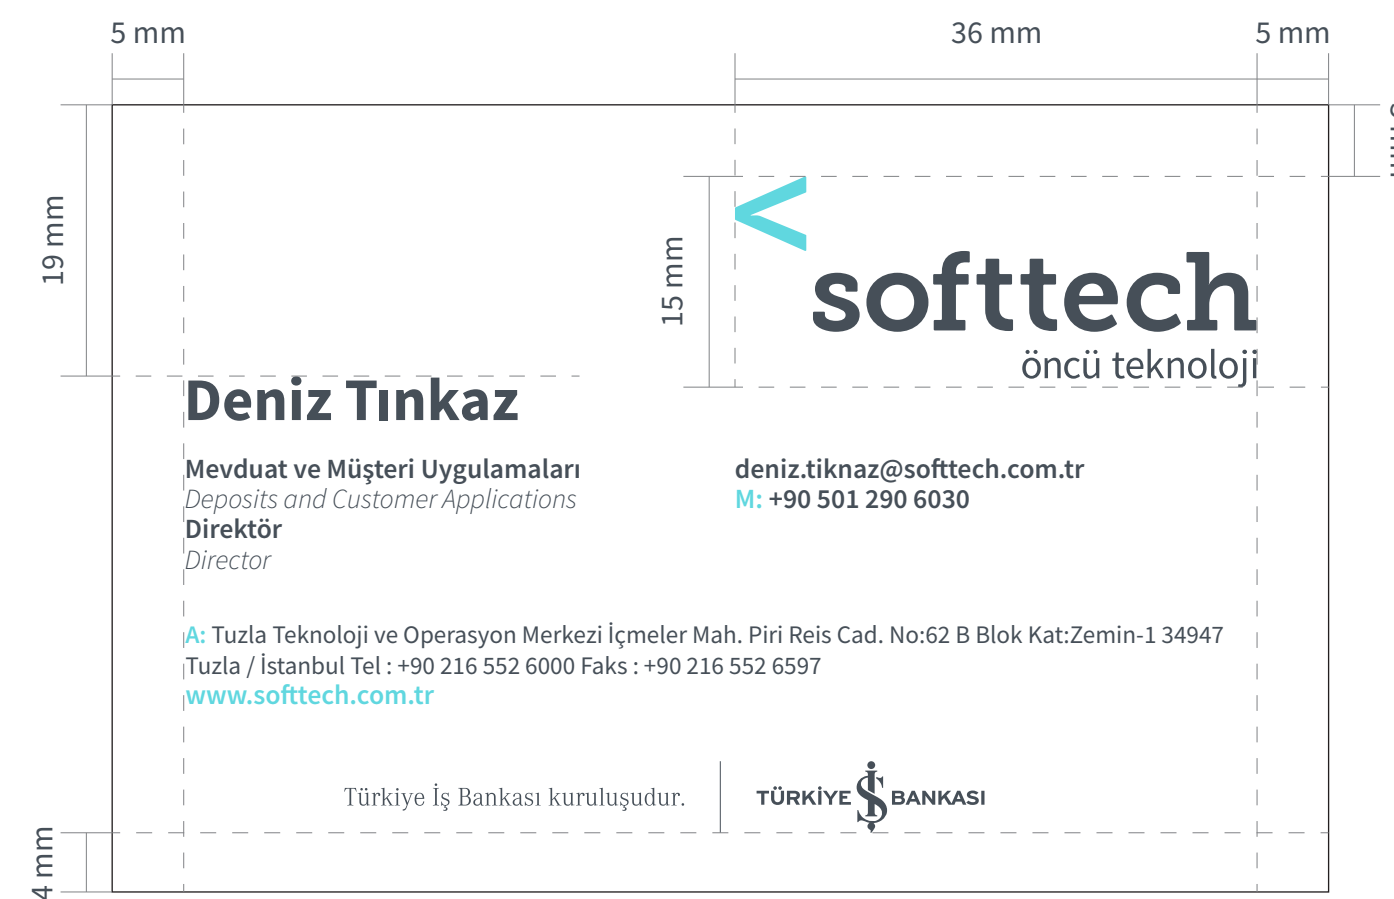 5 mm
36 mm
5 mm
19 mm
15 mm
softtech
öncü teknoloji
Deniz Tınkaz
Mevduat ve Müşteri Uygulamaları
Deposits and Customer Applications
Direktör
Director
deniz.tiknaz@softtech.com.tr
M: +90 501 290 6030
A: Tuzla Teknoloji ve Operasyon Merkezi İçmeler Mah. Piri Reis Cad. No:62 B Blok Kat:Zemin-1 34947
Tuzla / İstanbul Tel : +90 216 552 6000 Faks : +90 216 552 6597
www.softtech.com.tr
Türkiye İş Bankası kuruluşudur.
TÜRKİYE İŞ BANKASI
4 mm